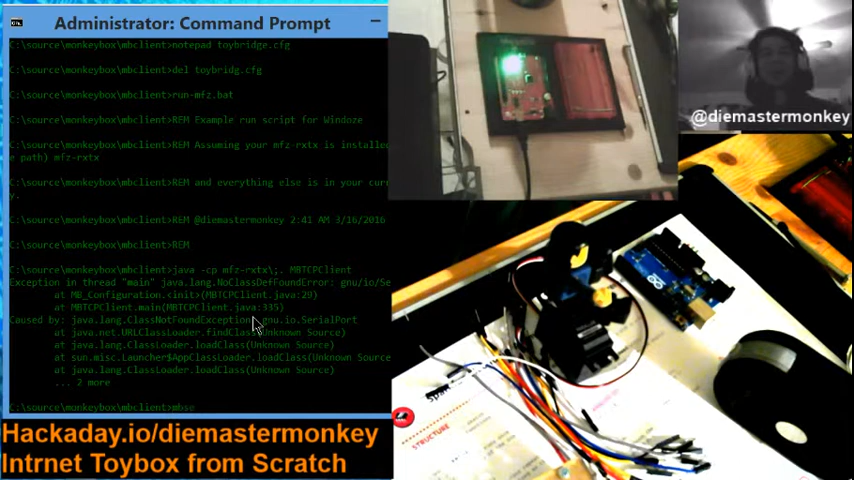 Administrator: Command Prompt
C:\source\monkeybox\mbclient>notepad toybridge.cfg
C:\source\monkeybox\mbclient>del toybridg.cfg
C:\source\monkeybox\mbclient>run-mfz.bat
C:\source\monkeybox\mbclient>REM Example run script for Windoze
C:\source\monkeybox\mbclient>REM Assuming your mfz-rxtx is installe
e path) mfz-rxtx
C:\source\monkeybox\mbclient>REM and everything else is in your cur
y.
C:\source\monkeybox\mbclient>REM @diemastermonkey 2:41 AM 3/16/2016
C:\source\monkeybox\mbclient>REM
C:\source\monkeybox\mbclient>java -cp mfz-rxtx\;. MBTCPClient
Exception in thread "main" java.lang.NoClassDefFoundError: gnu/io/Se
at MB_Configuration.<init>(MBTCPClient.java:29)
at MBTCPClient.main(MBTCPClient.java:335)
Caused by: java.lang.ClassNotFoundException: gnu.io.SerialPort
at java.net.URLClassLoader.findClass(Unknown Source)
at java.lang.ClassLoader.loadClass(Unknown Source)
at sun.misc.Launcher$AppClassLoader.loadClass(Unknown Source
at java.lang.ClassLoader.loadClass(Unknown Source)
... 2 more
C:\source\monkeybox\mbclient>mbse
@diemastermonkey
STRUCTURE
Hackaday.io/diemastermonkey
Intrnet Toybox from Scratch